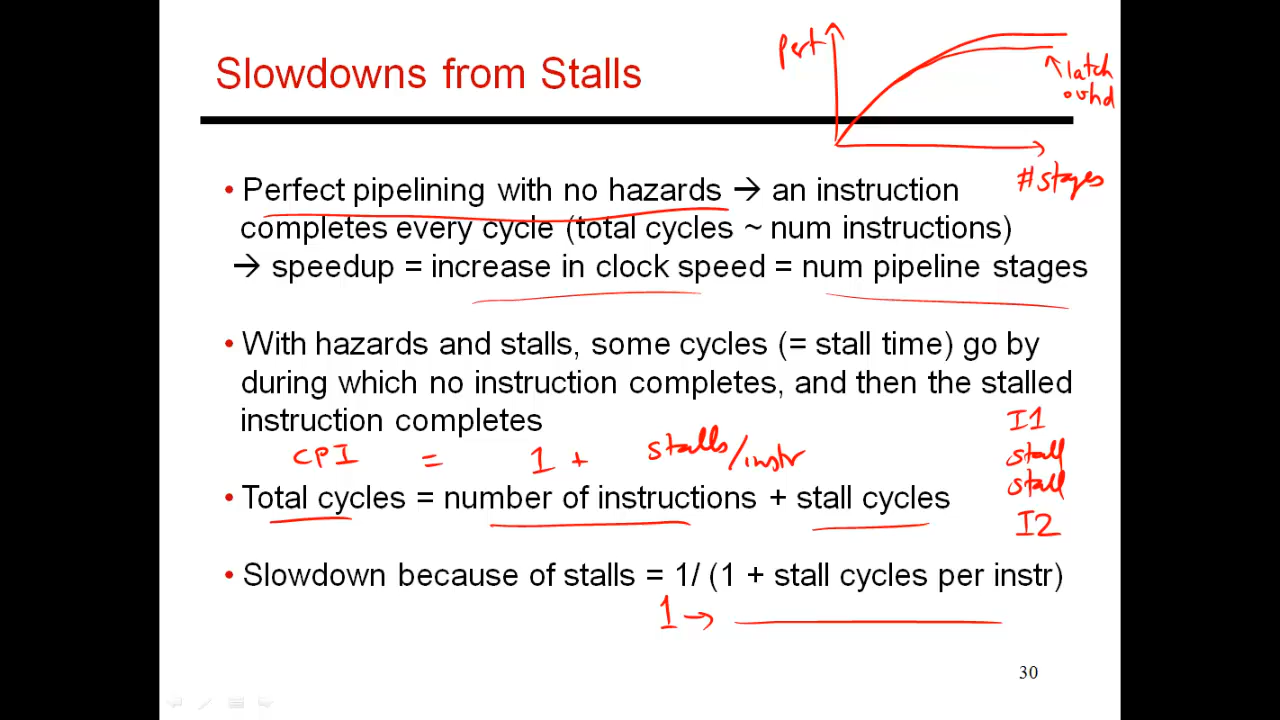 Slowdowns from Stalls
perf
latch
ovhd
#stages
• Perfect pipelining with no hazards → an instruction
completes every cycle (total cycles ~ num instructions)
→ speedup = increase in clock speed = num pipeline stages
• With hazards and stalls, some cycles (= stall time) go by
during which no instruction completes, and then the stalled
instruction completes
I1
stall
stall
I2
CPI = 1 + stalls/instr
• Total cycles = number of instructions + stall cycles
• Slowdown because of stalls = 1/ (1 + stall cycles per instr)
1 →
30